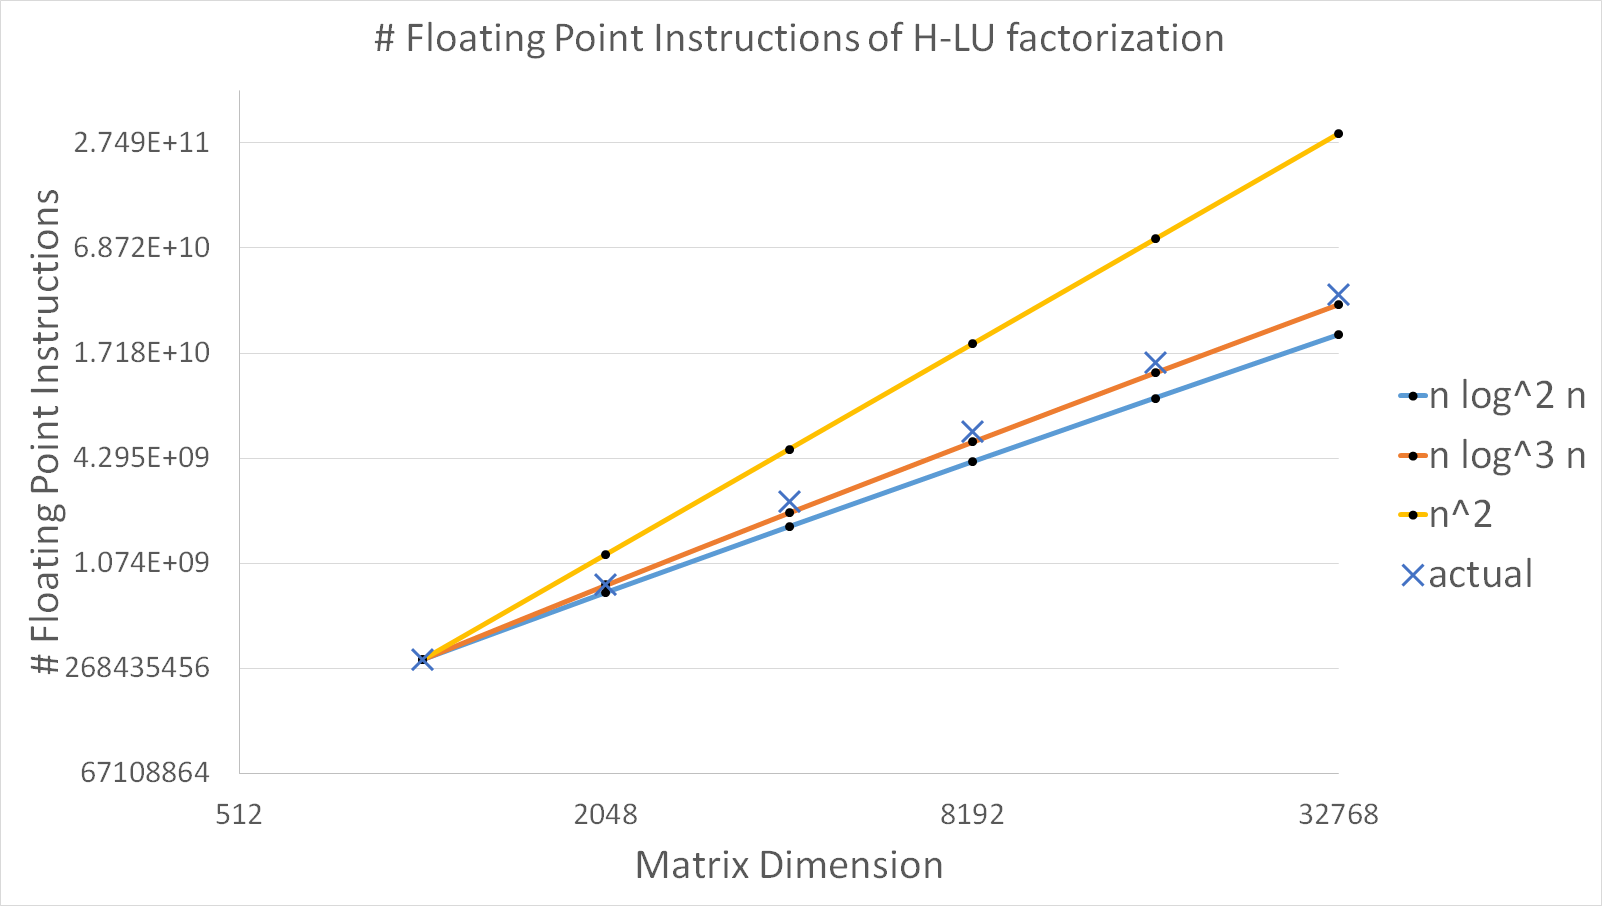 # Floating Point Instructions of H-LU factorization
# Floating Point Instructions
2.749E+11
6.872E+10
1.718E+10
4.295E+09
1.074E+09
268435456
67108864
512
2048
8192
32768
Matrix Dimension
n log^2 n
n log^3 n
n^2
actual